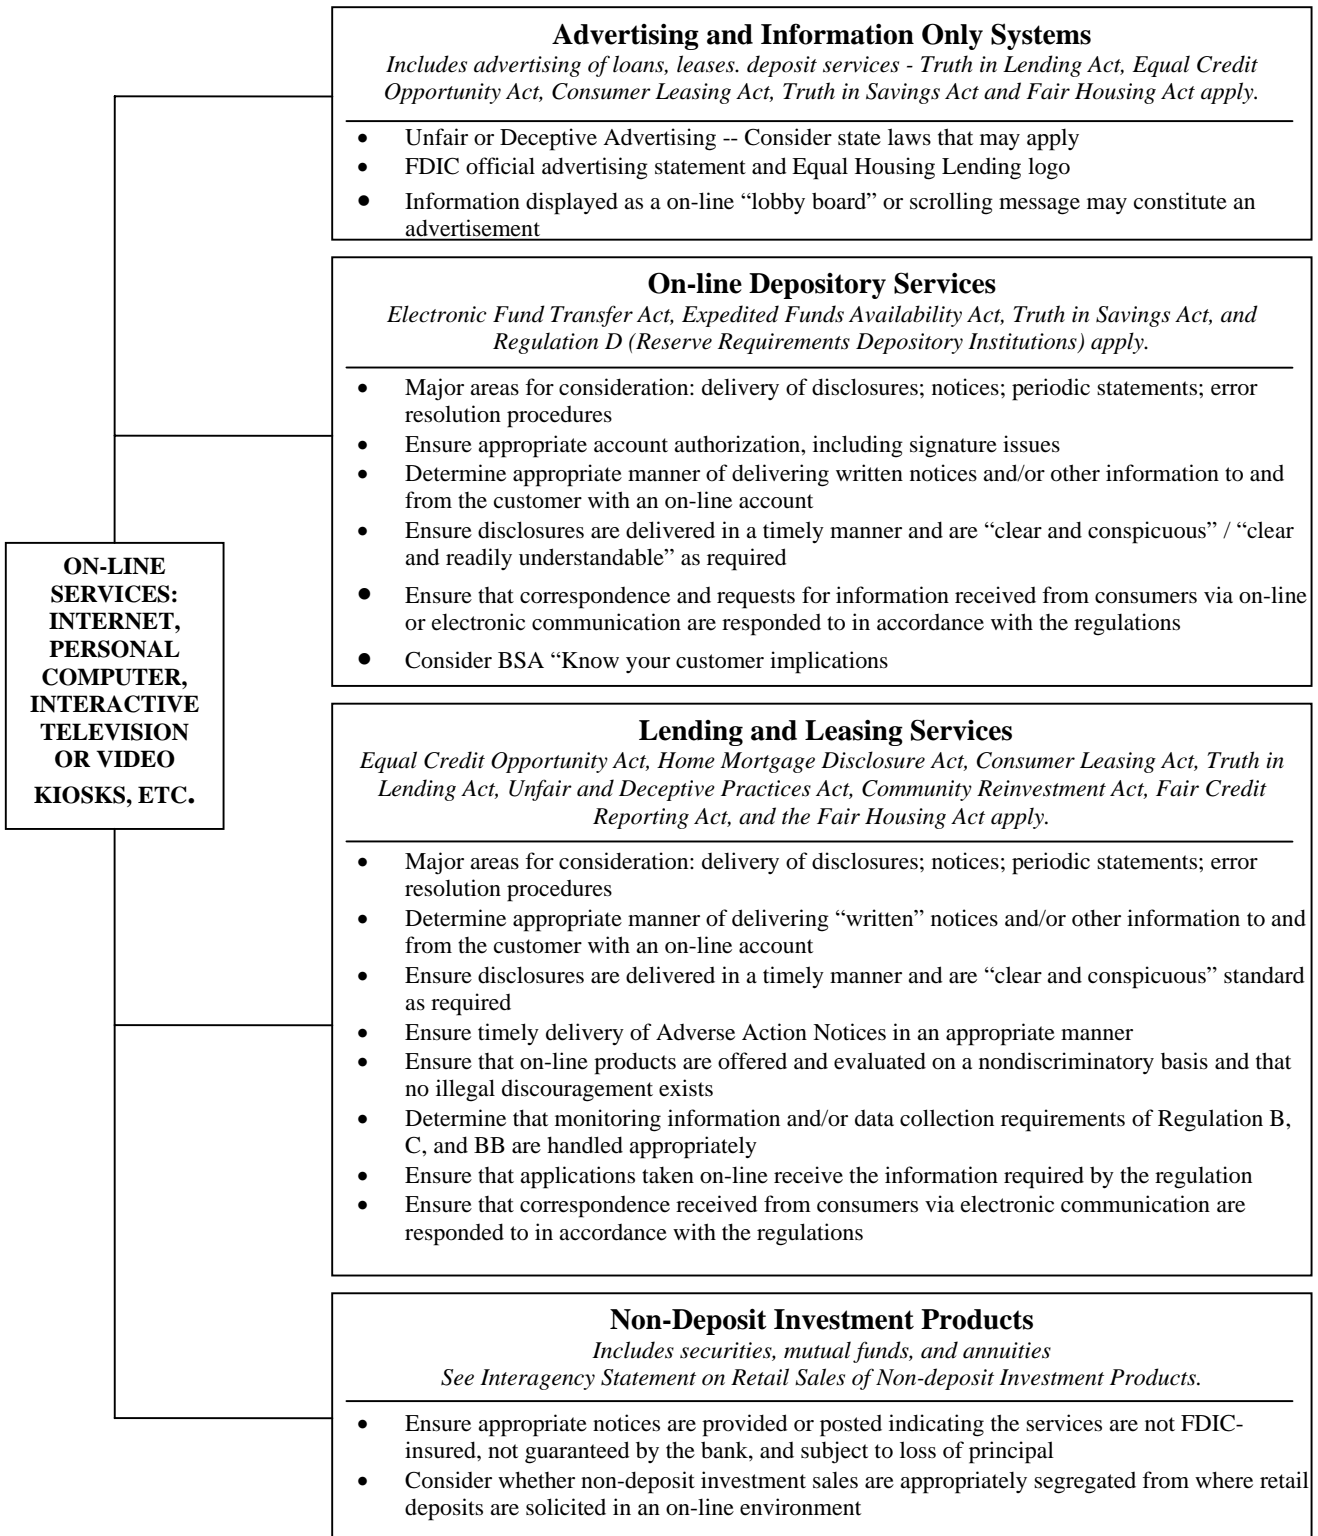 Advertising and Information Only Systems
Includes advertising of loans, leases. deposit services - Truth in Lending Act, Equal Credit
Opportunity Act, Consumer Leasing Act, Truth in Savings Act and Fair Housing Act apply.
• Unfair or Deceptive Advertising -- Consider state laws that may apply
• FDIC official advertising statement and Equal Housing Lending logo
• Information displayed as a on-line “lobby board” or scrolling message may constitute an
advertisement
On-line Depository Services
Electronic Fund Transfer Act, Expedited Funds Availability Act, Truth in Savings Act, and
Regulation D (Reserve Requirements Depository Institutions) apply.
• Major areas for consideration: delivery of disclosures; notices; periodic statements; error
resolution procedures
• Ensure appropriate account authorization, including signature issues
• Determine appropriate manner of delivering written notices and/or other information to and
from the customer with an on-line account
• Ensure disclosures are delivered in a timely manner and are “clear and conspicuous” / “clear
and readily understandable” as required
• Ensure that correspondence and requests for information received from consumers via on-line
or electronic communication are responded to in accordance with the regulations
• Consider BSA “Know your customer implications
ON-LINE
SERVICES:
INTERNET,
PERSONAL
COMPUTER,
INTERACTIVE
TELEVISION
OR VIDEO
KIOSKS, ETC.
Lending and Leasing Services
Equal Credit Opportunity Act, Home Mortgage Disclosure Act, Consumer Leasing Act, Truth in
Lending Act, Unfair and Deceptive Practices Act, Community Reinvestment Act, Fair Credit
Reporting Act, and the Fair Housing Act apply.
• Major areas for consideration: delivery of disclosures; notices; periodic statements; error
resolution procedures
• Determine appropriate manner of delivering “written” notices and/or other information to and
from the customer with an on-line account
• Ensure disclosures are delivered in a timely manner and are “clear and conspicuous” standard
as required
• Ensure timely delivery of Adverse Action Notices in an appropriate manner
• Ensure that on-line products are offered and evaluated on a nondiscriminatory basis and that
no illegal discouragement exists
• Determine that monitoring information and/or data collection requirements of Regulation B,
C, and BB are handled appropriately
• Ensure that applications taken on-line receive the information required by the regulation
• Ensure that correspondence received from consumers via electronic communication are
responded to in accordance with the regulations
Non-Deposit Investment Products
Includes securities, mutual funds, and annuities
See Interagency Statement on Retail Sales of Non-deposit Investment Products.
• Ensure appropriate notices are provided or posted indicating the services are not FDIC-
insured, not guaranteed by the bank, and subject to loss of principal
• Consider whether non-deposit investment sales are appropriately segregated from where retail
deposits are solicited in an on-line environment